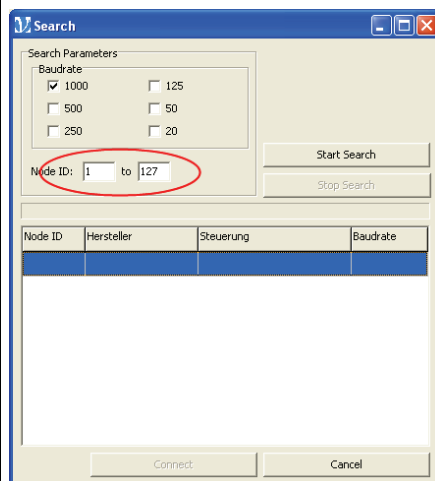 Search
Search Parameters
Baudrate
1000 125
500 50
250 20
Node ID: 1 to 127
Start Search
Stop Search
Node ID Hersteller Steuerung Baudrate
Connect Cancel